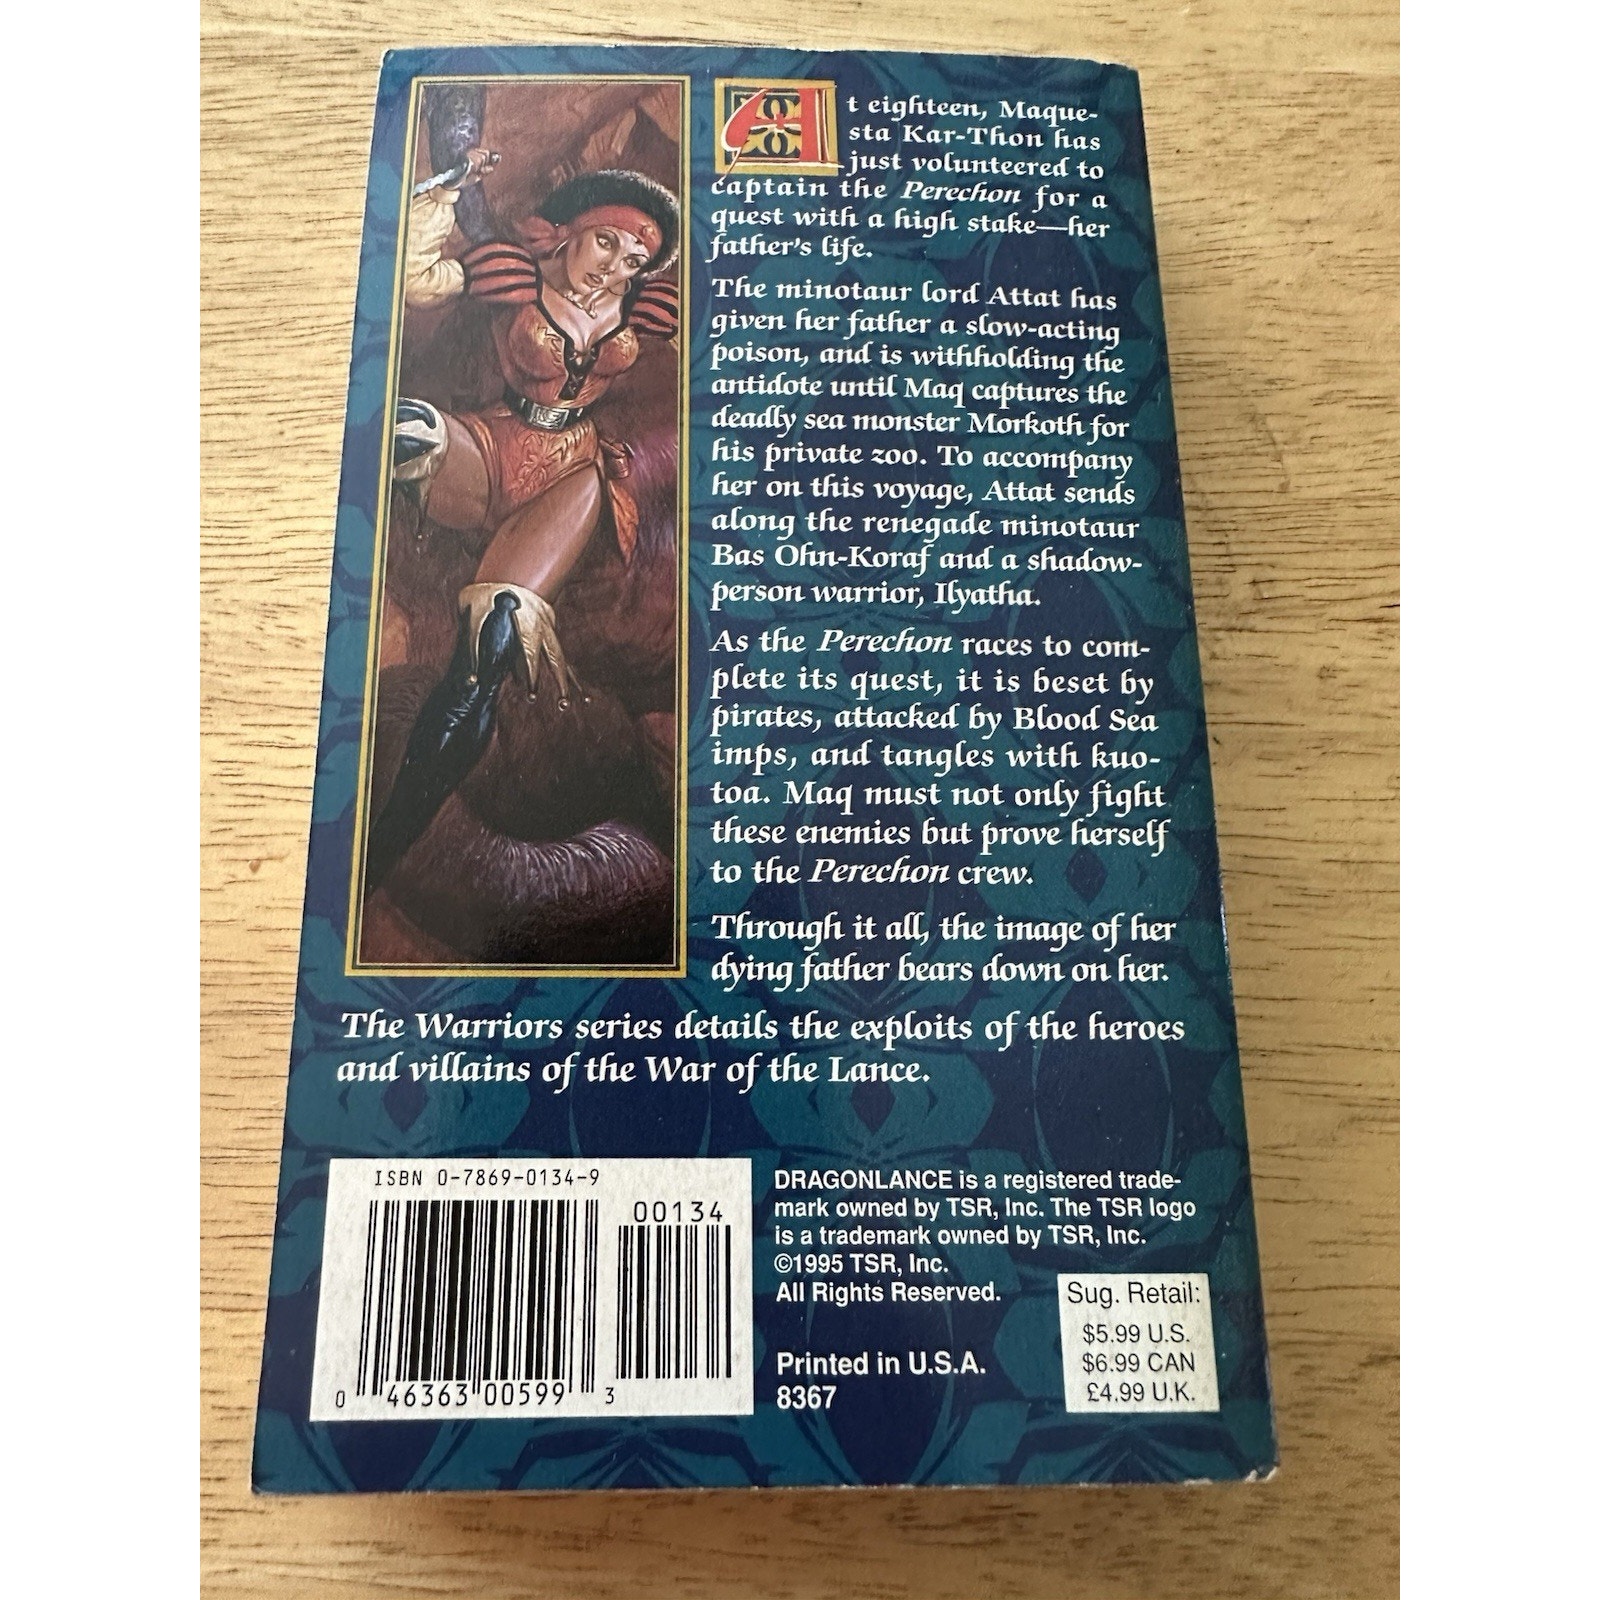 At eighteen, Maque-
sta Kar-Thon has
just volunteered to
captain the Perechon for a
quest with a high stake—her
father's life.
The minotaur lord Attat has
given her father a slow-acting
poison, and is withholding the
antidote until Maq captures the
deadly sea monster Morkoth for
his private zoo. To accompany
her on this voyage, Attat sends
along the renegade minotaur
Bas Ohn-Koraf and a shadow-
person warrior, Ilyatha.
As the Perechon races to com-
plete its quest, it is beset by
pirates, attacked by Blood Sea
imps, and tangles with kuo-
toa. Maq must not only fight
these enemies but prove herself
to the Perechon crew.
Through it all, the image of her
dying father bears down on her.
The Warriors series details the exploits of the heroes
and villains of the War of the Lance.
ISBN 0-7869-0134-9
00134
0 46363 00599 3
DRAGONLANCE is a registered trade-
mark owned by TSR, Inc. The TSR logo
is a trademark owned by TSR, Inc.
©1995 TSR, Inc.
All Rights Reserved.
Printed in U.S.A.
8367
Sug. Retail:
$5.99 U.S.
$6.99 CAN
£4.99 U.K.